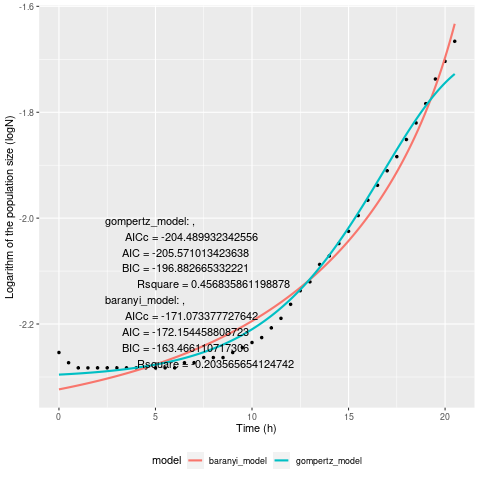 -1.6
-1.8
-2.0
-2.2
Logarithm of the population size (logN)
gompertz_model: ,
AICc = -204.489932342556
AIC = -205.571013423638
BIC = -196.882665332221
Rsquare = 0.456835861198878
baranyi_model: ,
AICc = -171.073377727642
AIC = -172.154458808723
BIC = -163.466110717306
Rsquare = -0.203565654124742
0 5 10 15 20
Time (h)
model baranyi_model gompertz_model